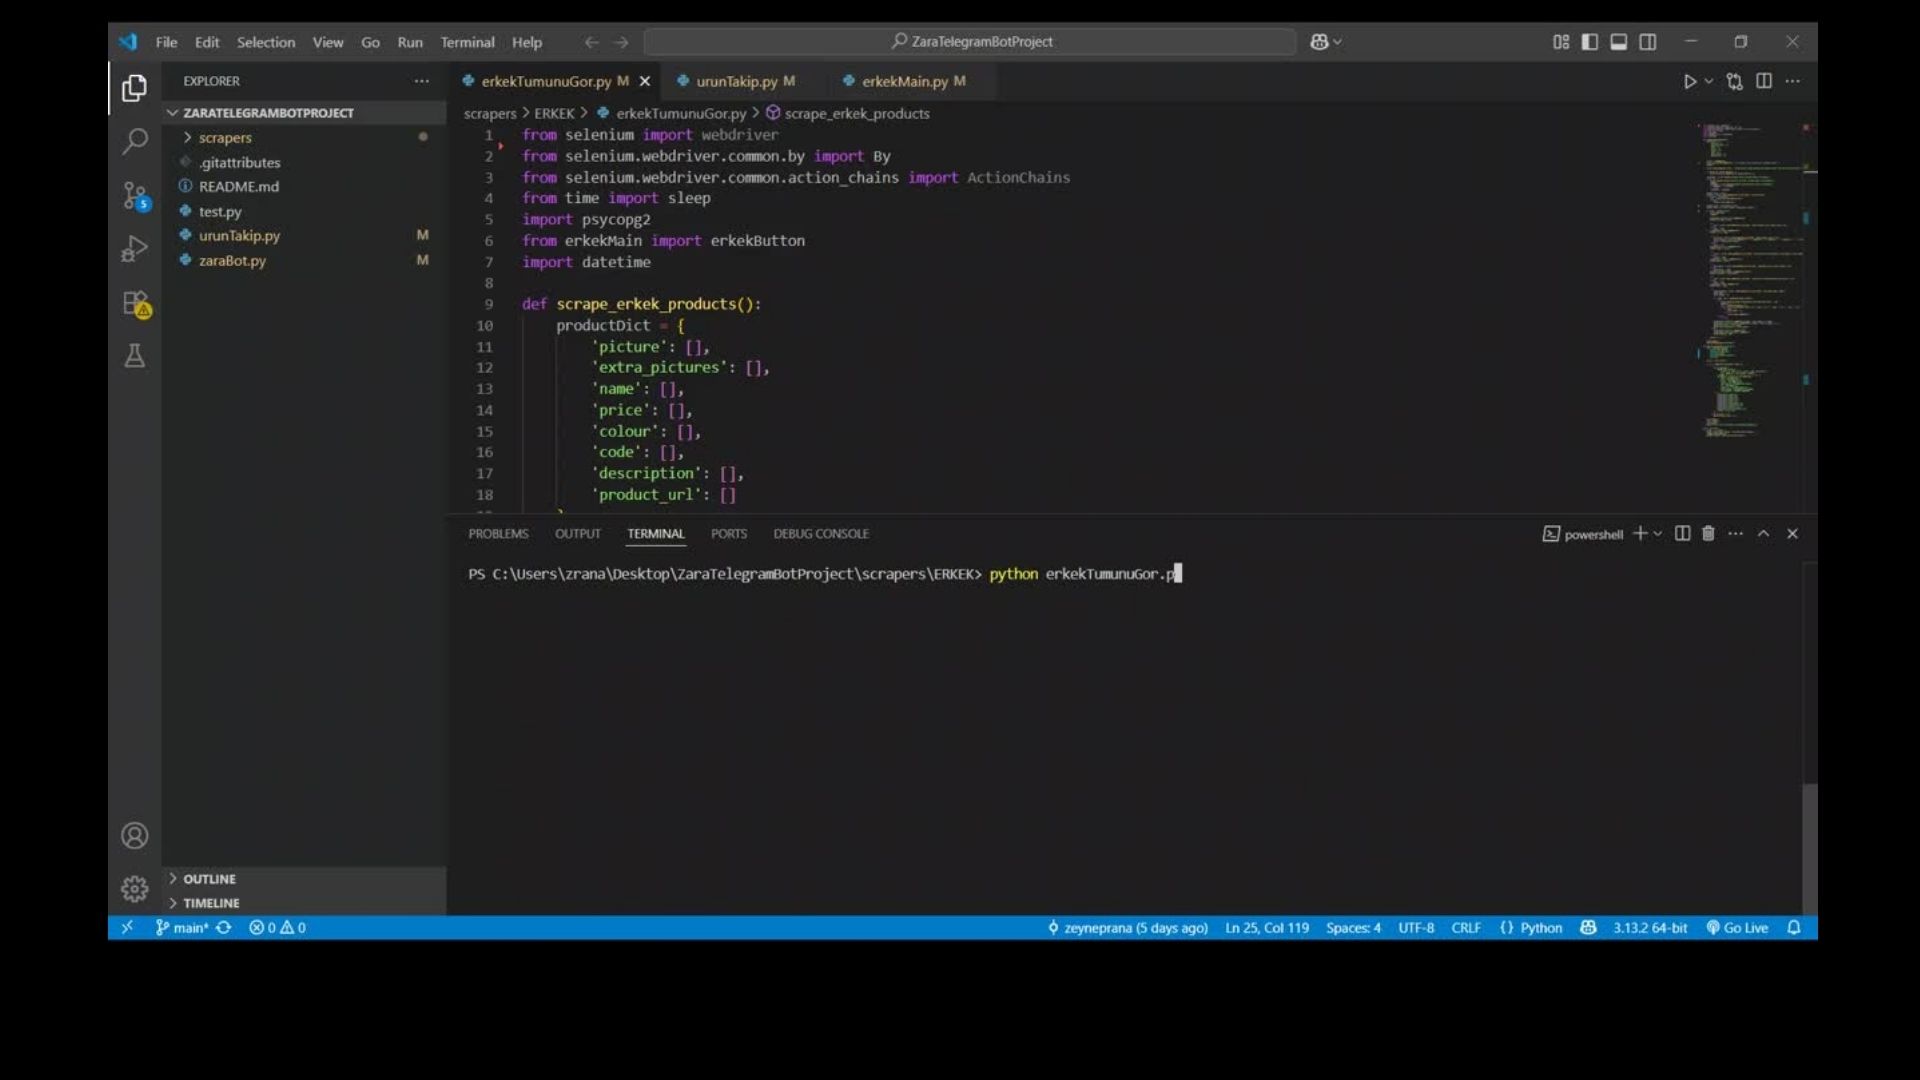 File Edit Selection View Go Run Terminal Help
ZaraTelegramBotProject
EXPLORER
ZARATELEGRAMBOTPROJECT
scrapers
.gitattributes
README.md
test.py
urunTakip.py M
zaraBot.py M
5
OUTLINE
TIMELINE
erkekTumunuGor.py M urunTakip.py M erkekMain.py M
scrapers > ERKEK > erkekTumunuGor.py > scrape_erkek_products
1 from selenium import webdriver
2 from selenium.webdriver.common.by import By
3 from selenium.webdriver.common.action_chains import ActionChains
4 from time import sleep
5 import psycopg2
6 from erkekMain import erkekButton
7 import datetime
8
9 def scrape_erkek_products():
10 productDict = {
11 'picture': [],
12 'extra_pictures': [],
13 'name': [],
14 'price': [],
15 'colour': [],
16 'code': [],
17 'description': [],
18 'product_url': []
PROBLEMS OUTPUT TERMINAL PORTS DEBUG CONSOLE
powershell
PS C:\Users\zrana\Desktop\ZaraTelegramBotProject\scrapers\ERKEK> python erkekTumunuGor.p
main* 0 0 zeyneprana (5 days ago) Ln 25, Col 119 Spaces: 4 UTF-8 CRLF {} Python 3.13.2 64-bit Go Live